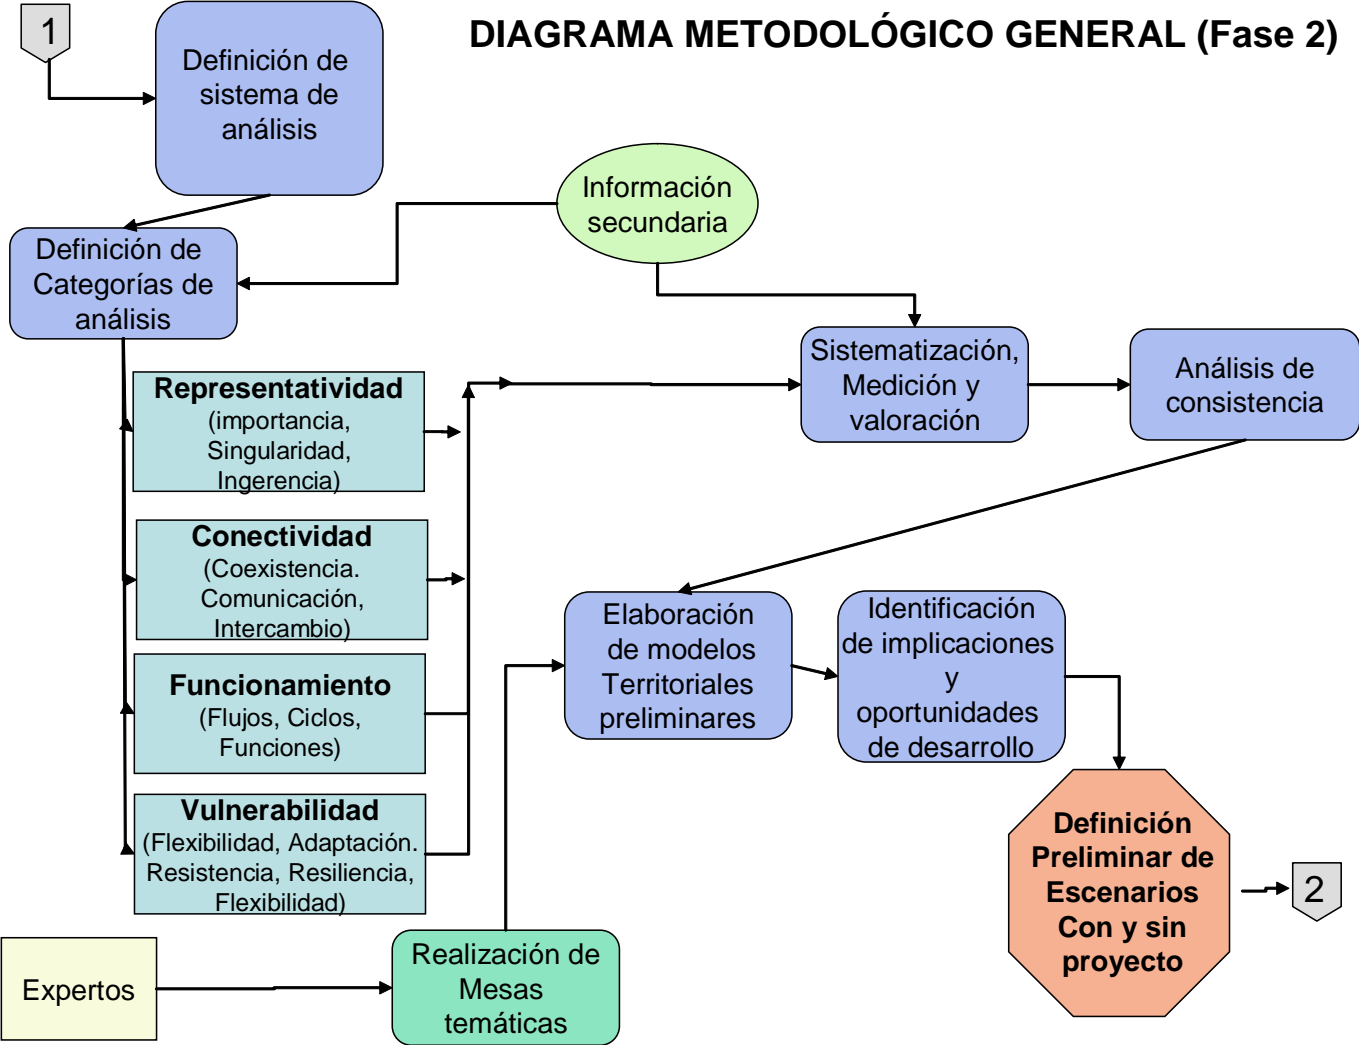 1
DIAGRAMA METODOLÓGICO GENERAL (Fase 2)
Definición de
sistema de
análisis
Información
secundaria
Definición de
Categorías de
análisis
Sistematización,
Medición y
valoración
Análisis de
consistencia
Representatividad
(importancia,
Singularidad,
Ingerencia)
Conectividad
(Coexistencia.
Comunicación,
Intercambio)
Funcionamiento
(Flujos, Ciclos,
Funciones)
Vulnerabilidad
(Flexibilidad, Adaptación.
Resistencia, Resiliencia,
Flexibilidad)
Elaboración
de modelos
Territoriales
preliminares
Identificación
de implicaciones
y
oportunidades
de desarrollo
Definición
Preliminar de
Escenarios
Con y sin
proyecto
2
Expertos
Realización de
Mesas
temáticas